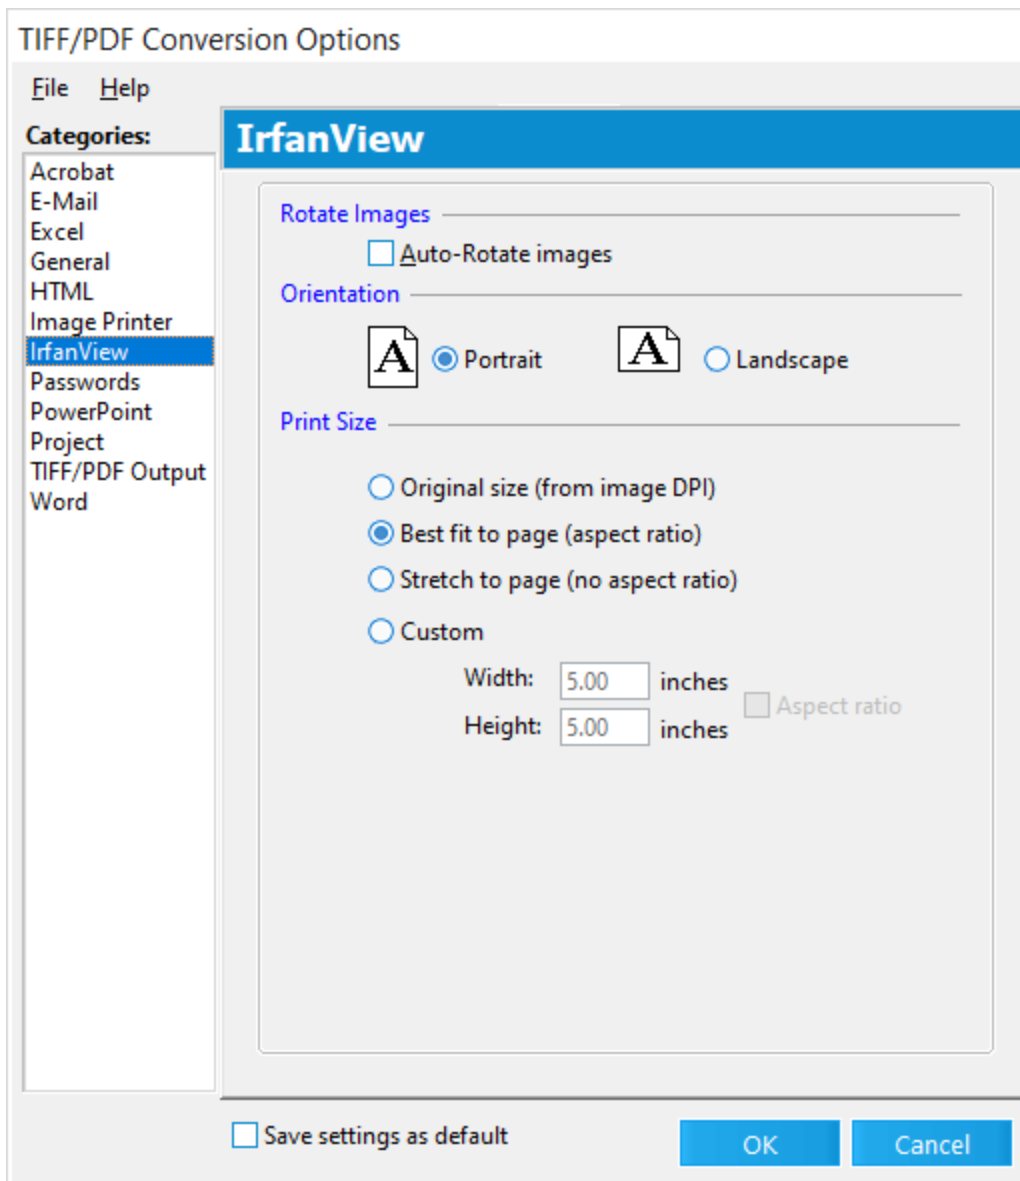 TIFF/PDF Conversion Options
File Help
Categories:
Acrobat
E-Mail
Excel
General
HTML
Image Printer
IrfanView
Passwords
PowerPoint
Project
TIFF/PDF Output
Word
IrfanView
Rotate Images
Auto-Rotate images
Orientation
A Portrait A Landscape
Print Size
Original size (from image DPI)
Best fit to page (aspect ratio)
Stretch to page (no aspect ratio)
Custom
Width: 5.00 inches
Aspect ratio
Height: 5.00 inches
Save settings as default
OK Cancel